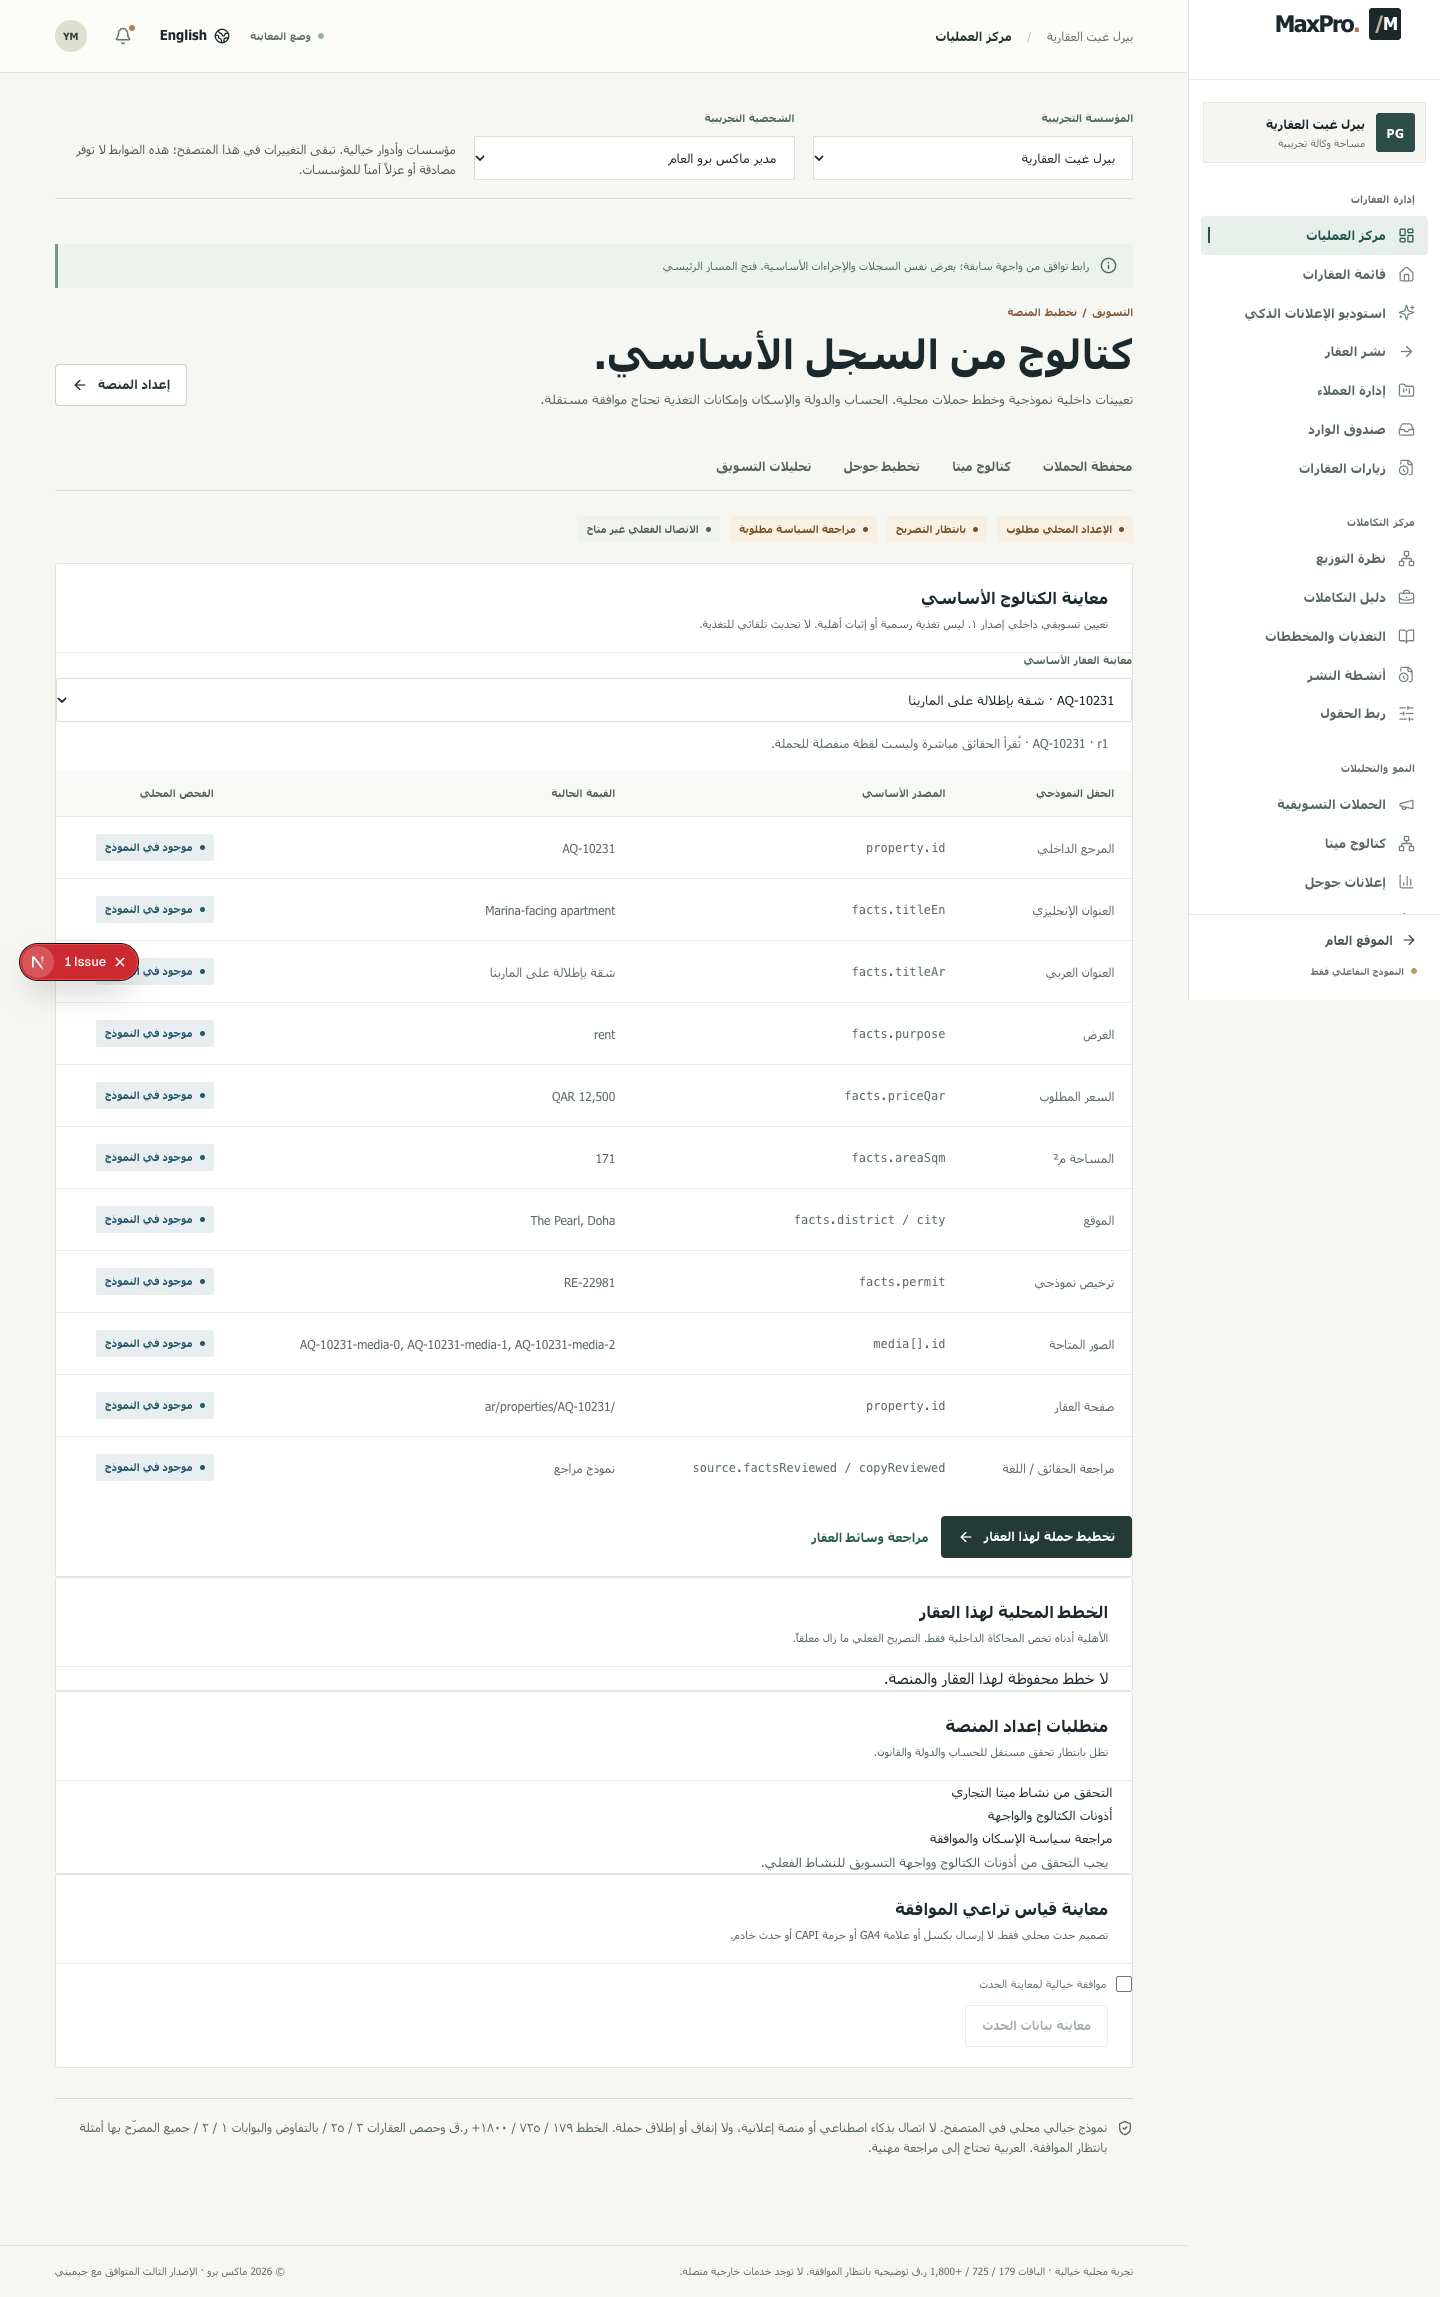 MaxPro.
/M
بيرل غيت العقارية / مركز العمليات
وضع المعاينة
English
YM
PG
بيرل غيت العقارية
مساحة وكالة تجريبية
إدارة العقارات
مركز العمليات
قائمة العقارات
استوديو الإعلانات الذكي
نشر العقار
إدارة العملاء
صندوق الوارد
زيارات العقارات
مركز التكاملات
نظرة التوزيع
دليل التكاملات
التغذيات والمخططات
أنشطة النشر
ربط الحقول
النمو والتحليلات
الحملات التسويقية
كتالوج ميتا
إعلانات جوجل
الموقع العام
النموذج التفاعلي فقط
المؤسسة التجريبية
بيرل غيت العقارية
الشخصية التجريبية
مدير ماكس برو العام
مؤسسات وأدوار خيالية. تبقى التغييرات في هذا المتصفح؛ هذه الضوابط لا توفر
مصادقة أو عزلاً آمناً للمؤسسات.
رابط توافق من واجهة سابقة؛ يعرض نفس السجلات والإجراءات الأساسية. فتح المسار الرئيسي
التسويق / تخطيط المنصة
كتالوج من السجل الأساسي.
تعيينات داخلية نموذجية وخطط حملات محلية. الحساب والدولة والإسكان وإمكانات التغذية تحتاج موافقة مستقلة.
إعداد المنصة
محفظة الحملات
كتالوج ميتا
تخطيط جوجل
تحليلات التسويق
الإعداد المحلي مطلوب
بانتظار التصريح
مراجعة السياسة مطلوبة
الاتصال الفعلي غير متاح
معاينة الكتالوج الأساسي
تعيين تسويقي داخلي إصدار ١. ليس تغذية رسمية أو إثبات أهلية. لا تحديث تلقائي للتغذية.
معاينة العقار الأساسي
AQ-10231 · شقة بإطلالة على المارينا
AQ-10231 · r1 · تُقرأ الحقائق مباشرة وليست لقطة منفصلة للحملة.
الحقل النموذجي المصدر الأساسي القيمة الحالية الفحص المحلي
المرجع الداخلي property.id AQ-10231 موجود في النموذج
العنوان الإنجليزي facts.titleEn Marina-facing apartment موجود في النموذج
العنوان العربي facts.titleAr شقة بإطلالة على المارينا موجود في
الغرض facts.purpose rent موجود في النموذج
السعر المطلوب facts.priceQar QAR 12,500 موجود في النموذج
المساحة م² facts.areaSqm 171 موجود في النموذج
الموقع facts.district / city The Pearl, Doha موجود في النموذج
ترخيص نموذجي facts.permit RE-22981 موجود في النموذج
الصور المتاحة media[].id AQ-10231-media-0, AQ-10231-media-1, AQ-10231-media-2 موجود في النموذج
صفحة العقار property.id ar/properties/AQ-10231/ موجود في النموذج
مراجعة الحقائق / اللغة source.factsReviewed / copyReviewed نموذج مراجع موجود في النموذج
تخطيط حملة لهذا العقار
مراجعة وسائط العقار
1 Issue
الخطط المحلية لهذا العقار
الأهلية أدناه تخص المحاكاة الداخلية فقط. التصريح الفعلي ما زال معلقاً.
لا خطط محفوظة لهذا العقار والمنصة.
متطلبات إعداد المنصة
تظل بانتظار تحقق مستقل للحساب والدولة والقانون.
التحقق من نشاط ميتا التجاري
أذونات الكتالوج والواجهة
مراجعة سياسة الإسكان والموافقة
يجب التحقق من أذونات الكتالوج وواجهة التسويق للنشاط الفعلي.
معاينة قياس تراعي الموافقة
تصميم حدث محلي فقط. لا إرسال بكسل أو علامة GA4 أو حزمة CAPI أو حدث خادم.
موافقة خيالية لمعاينة الحدث
معاينة بيانات الحدث
نموذج خيالي محلي في المتصفح. لا اتصال بذكاء اصطناعي أو منصة إعلانية، ولا إنفاق أو إطلاق حملة. الخطط ١٧٩ / ٧٢٥ / ١٨٠٠+ ر.ق وحصص العقارات ٣ / ٢٥ / بالتفاوض والبوابات ١ / ٢ / جميع المصرّح بها أمثلة
بانتظار الموافقة. العربية تحتاج إلى مراجعة مهنية.
تجربة محلية خيالية · الباقات 179 / 725 / +1,800 ر.ق توضيحية بانتظار الموافقة. لا توجد خدمات خارجية متصلة.
© 2026 ماكس برو · الإصدار الثالث المتوافق مع جيميني